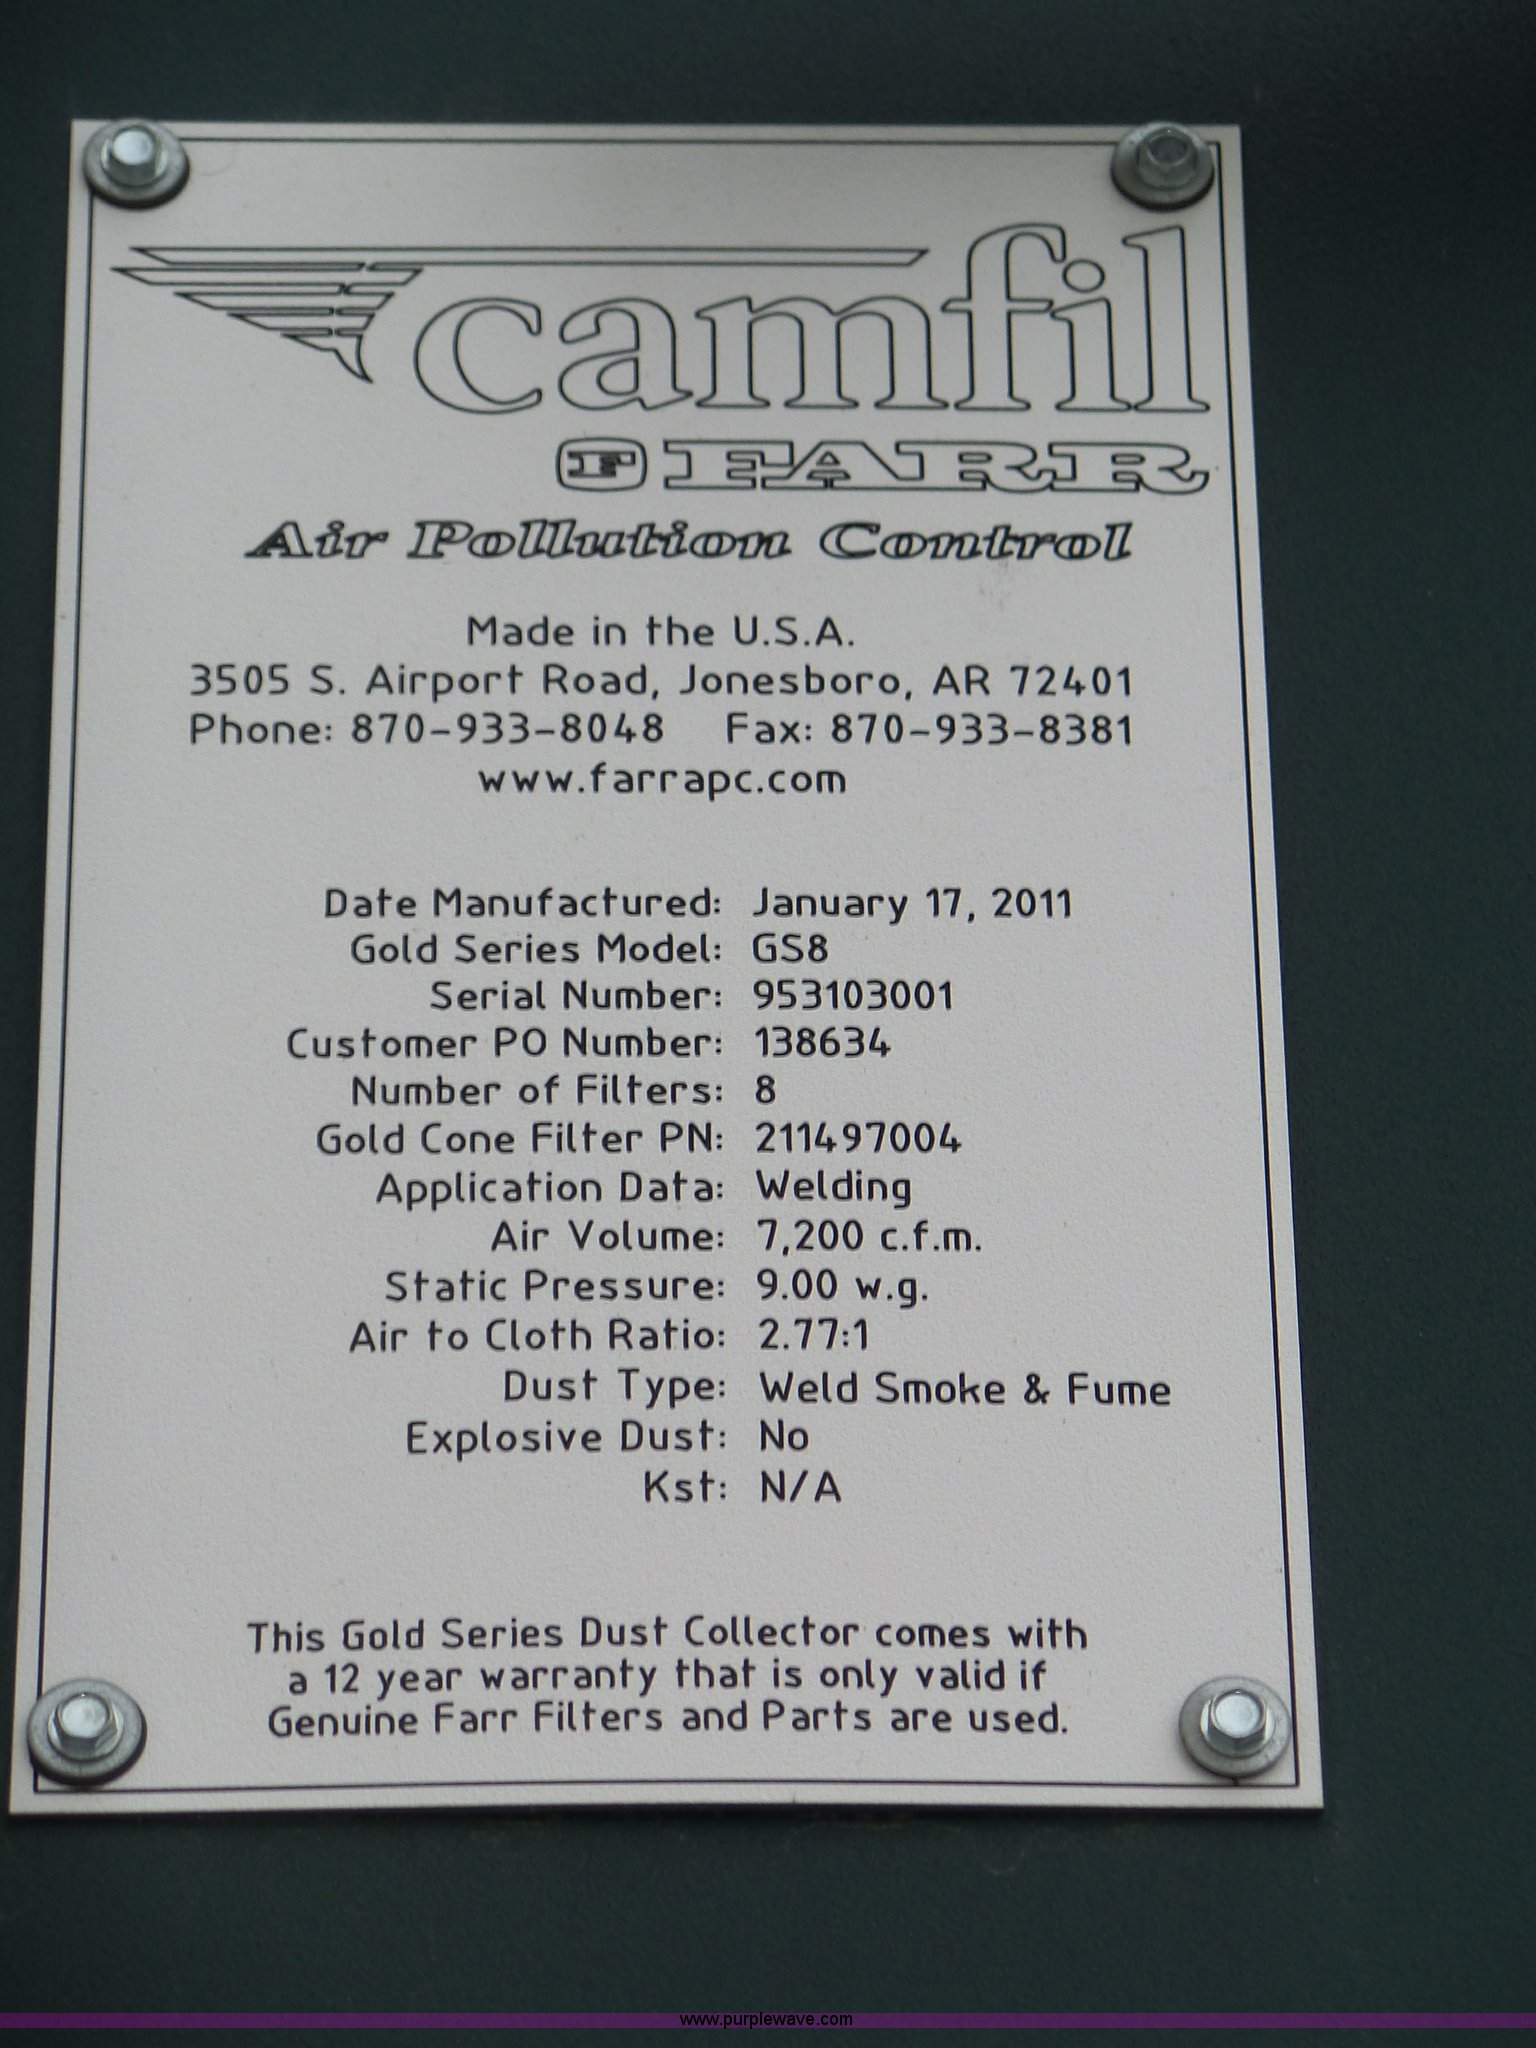 camfil
F FARR
Air Pollution Control
Made in the U.S.A.
3505 S. Airport Road, Jonesboro, AR 72401
Phone: 870-933-8048 Fax: 870-933-8381
www.farrapc.com
Date Manufactured: January 17, 2011
Gold Series Model: GS8
Serial Number: 953103001
Customer PO Number: 138634
Number of Filters: 8
Gold Cone Filter PN: 211497004
Application Data: Welding
Air Volume: 7,200 c.f.m.
Static Pressure: 9.00 w.g.
Air to Cloth Ratio: 2.77:1
Dust Type: Weld Smoke & Fume
Explosive Dust: No
Kst: N/A
This Gold Series Dust Collector comes with
a 12 year warranty that is only valid if
Genuine Farr Filters and Parts are used.
www.purplewave.com